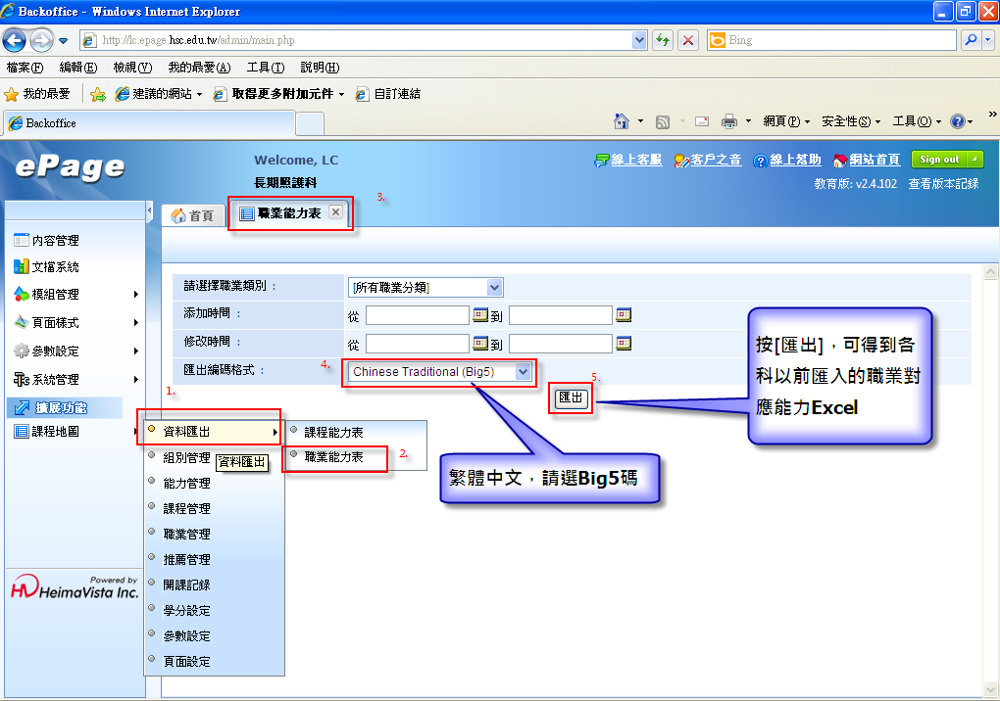 Backoffice - Windows Internet Explorer
http://lc.epage.hsc.edu.tw/admin/main.php
Bing
檔案(F) 編輯(E) 檢視(V) 我的最愛(A) 工具(T) 說明(H)
我的最愛 建議的網站 取得更多附加元件 自訂連結
Backoffice
網頁(P) 安全性(S) 工具(O) »
ePage
Welcome, LC
長期照護科
線上客服 客戶之音 線上幫助 網站首頁 Sign out
教育版: v2.4.102 查看版本記錄
首頁 職業能力表 3.
內容管理
文檔系統
模組管理
頁面樣式
參數設定
系統管理
擴展功能
課程地圖
請選擇職業類別 : [所有職業分類]
添加時間 : 從 到
修改時間 : 從 到
匯出編碼格式 : 4. Chinese Traditional (Big5)
5.
匯出
按[匯出]，可得到各
科以前匯入的職業對
應能力Excel
繁體中文，請選Big5碼
1.
資料匯出
組別管理
資料匯出
能力管理
課程管理
職業管理
推薦管理
開課記錄
學分設定
參數設定
頁面設定
課程能力表
職業能力表 2.
Powered by
HeimaVista Inc.